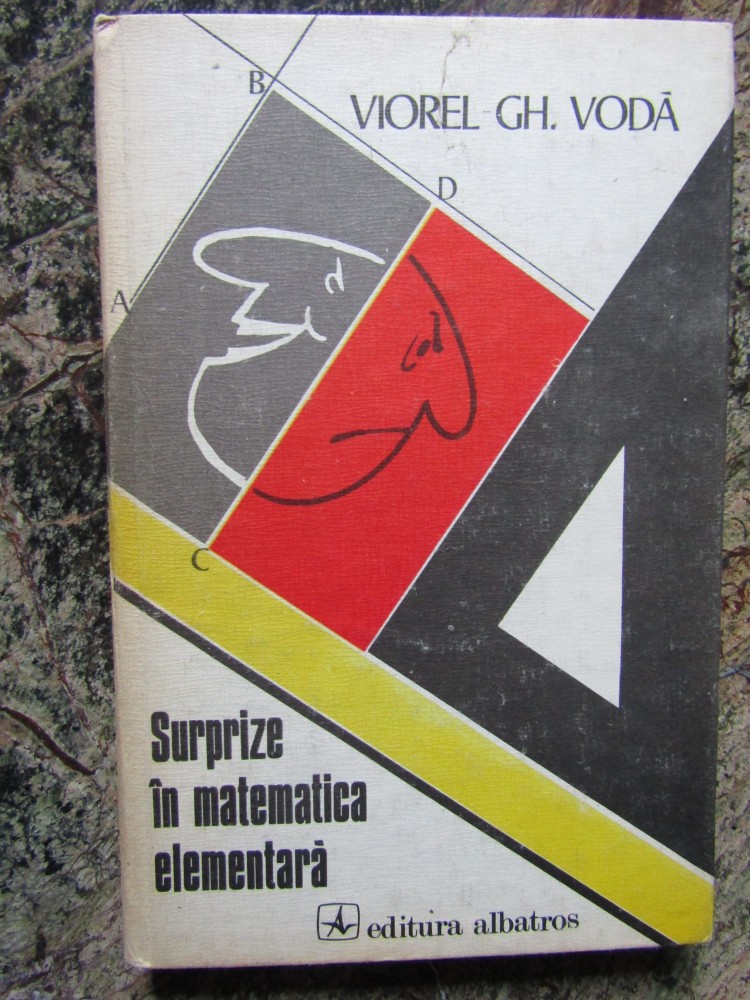 B
VIOREL GH. VODĂ
D
A
C
Surprize
în matematica
elementară
editura albatros